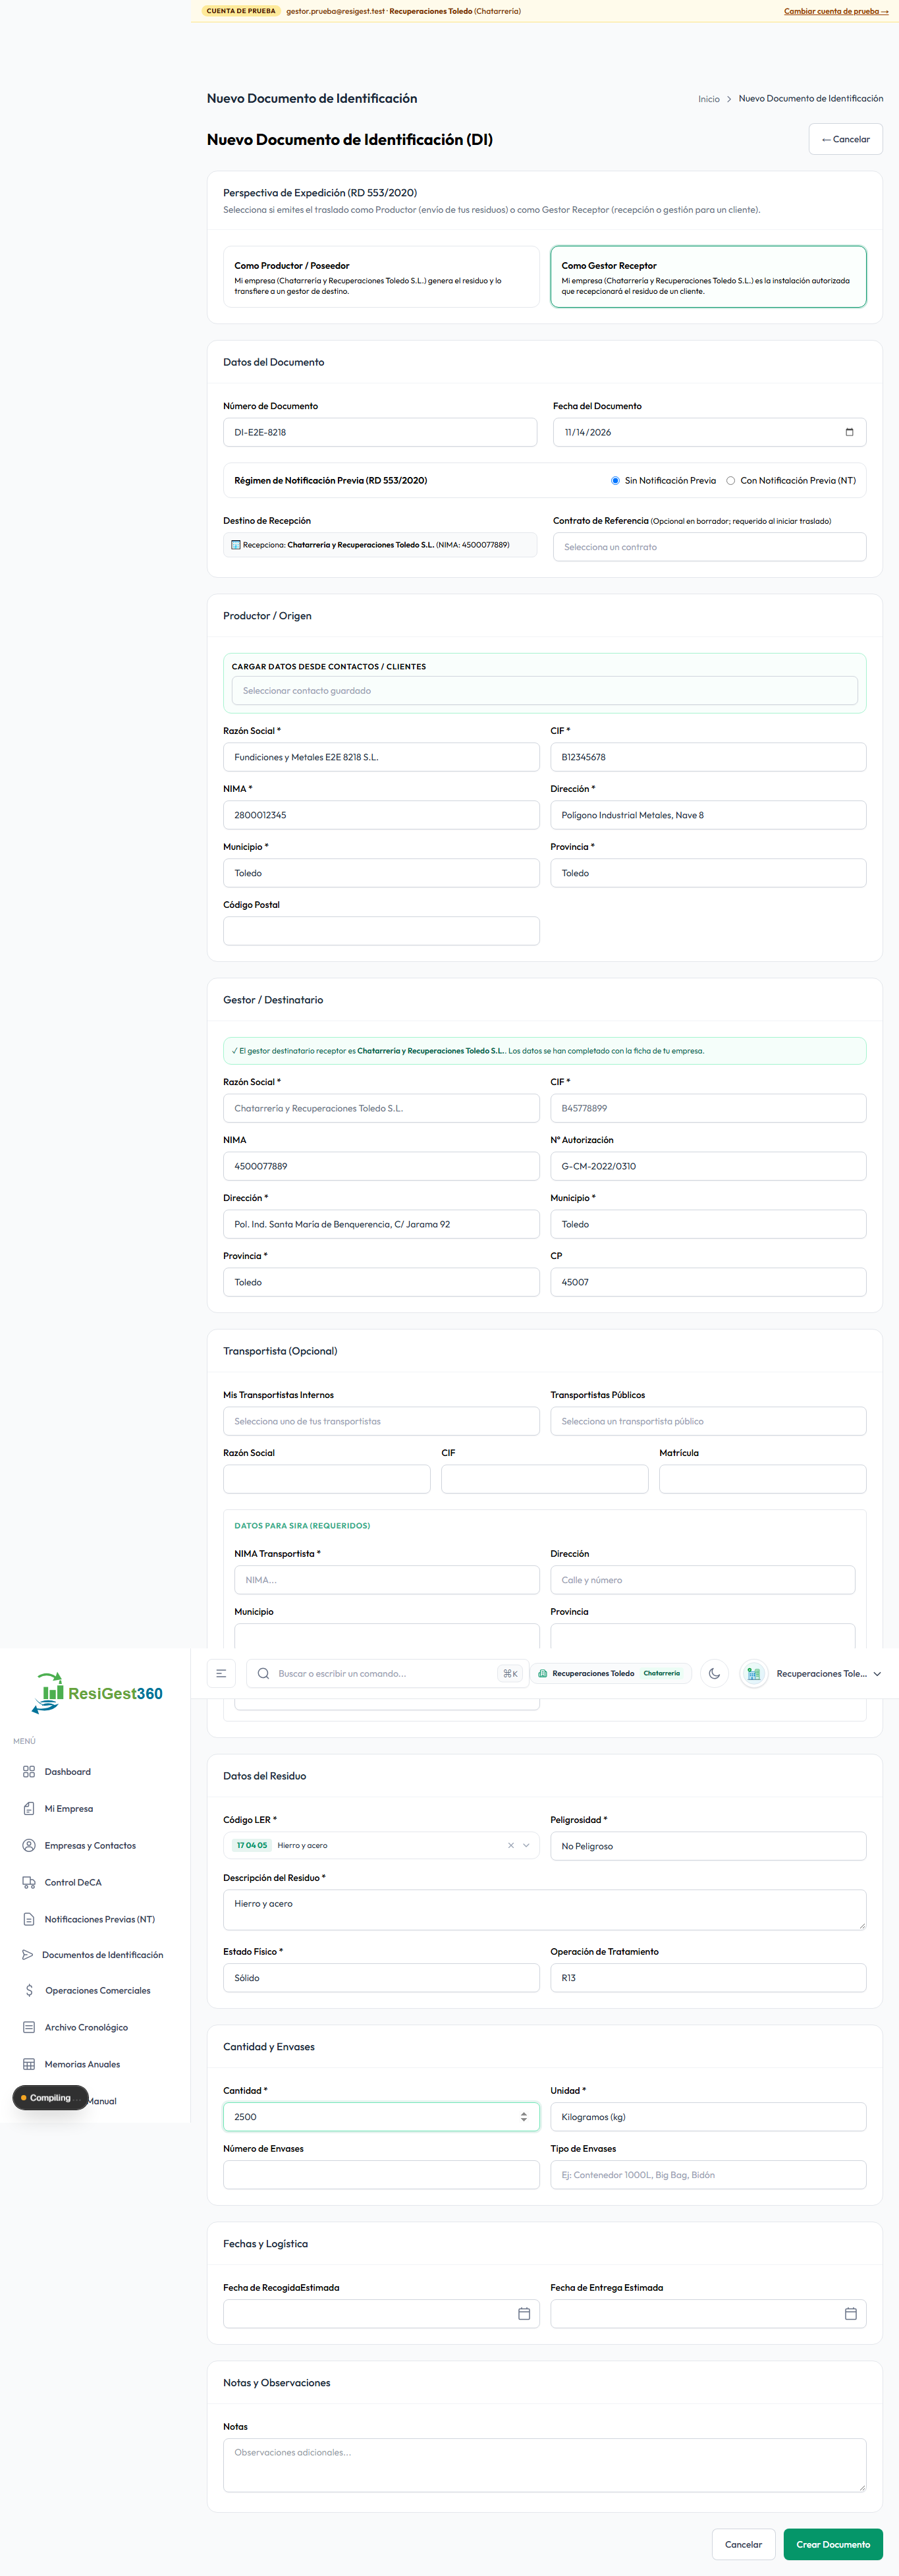 CUENTA DE PRUEBA gestor.prueba@resigest.test · Recuperaciones Toledo (Chatarrería) Cambiar cuenta de prueba →
Nuevo Documento de Identificación
Inicio > Nuevo Documento de Identificación
Nuevo Documento de Identificación (DI)
← Cancelar
Perspectiva de Expedición (RD 553/2020)
Selecciona si emites el traslado como Productor (envío de tus residuos) o como Gestor Receptor (recepción o gestión para un cliente).
Como Productor / Poseedor
Mi empresa (Chatarrería y Recuperaciones Toledo S.L.) genera el residuo y lo
transfiere a un gestor de destino.
Como Gestor Receptor
Mi empresa (Chatarrería y Recuperaciones Toledo S.L.) es la instalación autorizada
que recepcionará el residuo de un cliente.
Datos del Documento
Número de Documento
Fecha del Documento
DI-E2E-8218
11/14/2026
Régimen de Notificación Previa (RD 553/2020)
Sin Notificación Previa
Con Notificación Previa (NT)
Destino de Recepción
Contrato de Referencia (Opcional en borrador; requerido al iniciar traslado)
Recepciona: Chatarrería y Recuperaciones Toledo S.L. (NIMA: 4500077889)
Selecciona un contrato
Productor / Origen
CARGAR DATOS DESDE CONTACTOS / CLIENTES
Seleccionar contacto guardado
Razón Social *
CIF *
Fundiciones y Metales E2E 8218 S.L.
B12345678
NIMA *
Dirección *
2800012345
Polígono Industrial Metales, Nave 8
Municipio *
Provincia *
Toledo
Toledo
Código Postal
Gestor / Destinatario
✓ El gestor destinatario receptor es Chatarrería y Recuperaciones Toledo S.L.. Los datos se han completado con la ficha de tu empresa.
Razón Social *
CIF *
Chatarrería y Recuperaciones Toledo S.L.
B45778899
NIMA
Nº Autorización
4500077889
G-CM-2022/0310
Dirección *
Municipio *
Pol. Ind. Santa María de Benquerencia, C/ Jarama 92
Toledo
Provincia *
CP
Toledo
45007
Transportista (Opcional)
Mis Transportistas Internos
Transportistas Públicos
Selecciona uno de tus transportistas
Selecciona un transportista público
Razón Social
CIF
Matrícula
DATOS PARA SIRA (REQUERIDOS)
NIMA Transportista *
Dirección
NIMA...
Calle y número
Municipio
Provincia
ResiGest360
Buscar o escribir un comando...
⌘K
Recuperaciones Toledo Chatarrería
Recuperaciones Tole...
MENÚ
Dashboard
Mi Empresa
Empresas y Contactos
Control DeCA
Notificaciones Previas (NT)
Documentos de Identificación
Operaciones Comerciales
Archivo Cronológico
Memorias Anuales
Compiling ...
Manual
Datos del Residuo
Código LER *
Peligrosidad *
17 04 05 Hierro y acero
No Peligroso
Descripción del Residuo *
Hierro y acero
Estado Físico *
Operación de Tratamiento
Sólido
R13
Cantidad y Envases
Cantidad *
Unidad *
2500
Kilogramos (kg)
Número de Envases
Tipo de Envases
Ej: Contenedor 1000L, Big Bag, Bidón
Fechas y Logística
Fecha de RecogidaEstimada
Fecha de Entrega Estimada
Notas y Observaciones
Notas
Observaciones adicionales...
Cancelar
Crear Documento